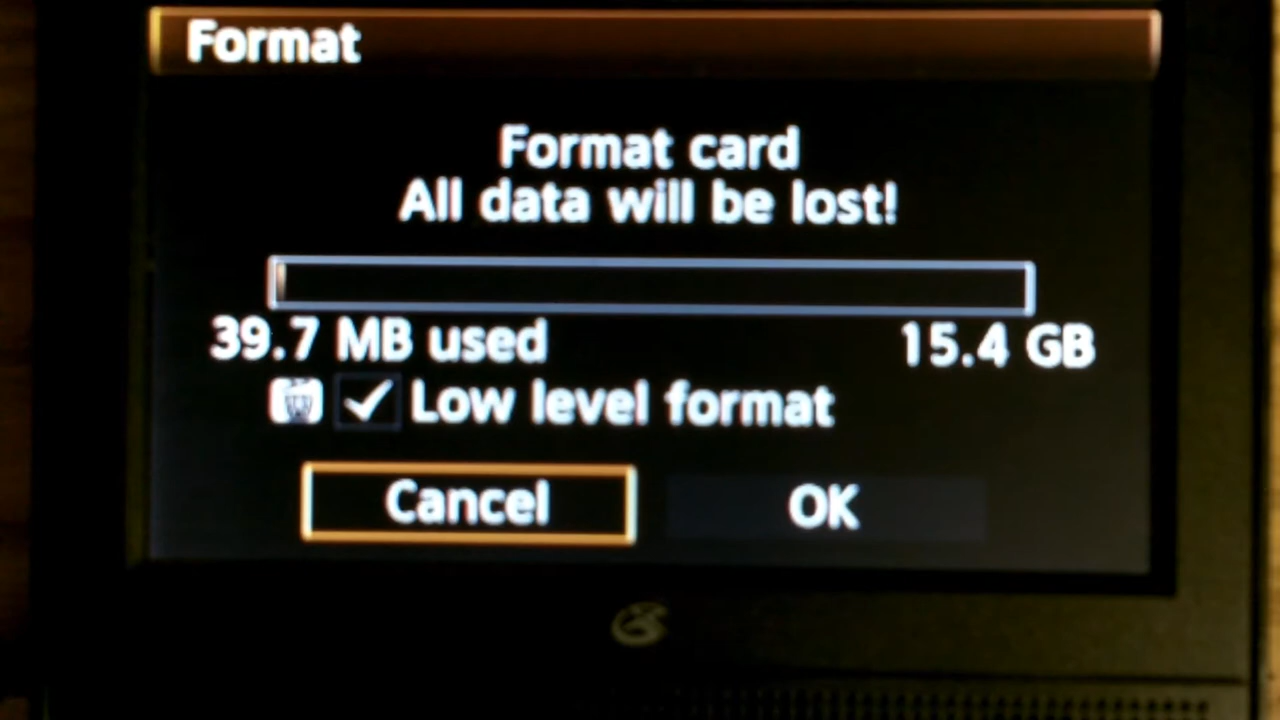 Format
Format card
All data will be lost!
39.7 MB used 15.4 GB
Low level format
Cancel OK